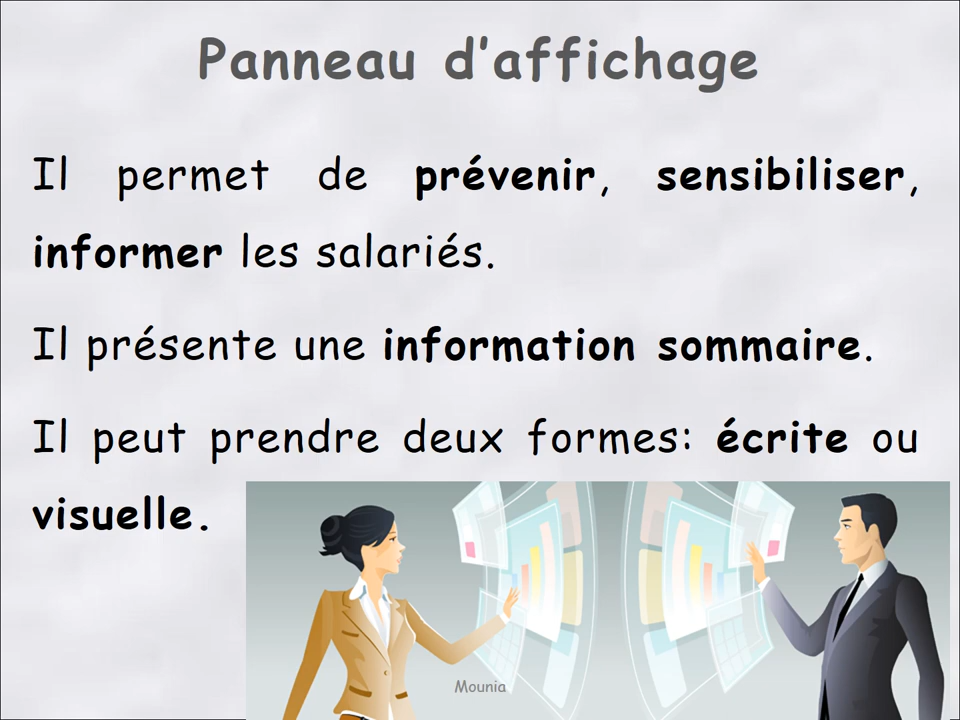 Panneau d’affichage
Il permet de prévenir, sensibiliser,
informer les salariés.
Il présente une information sommaire.
Il peut prendre deux formes: écrite ou
visuelle.
Mounia